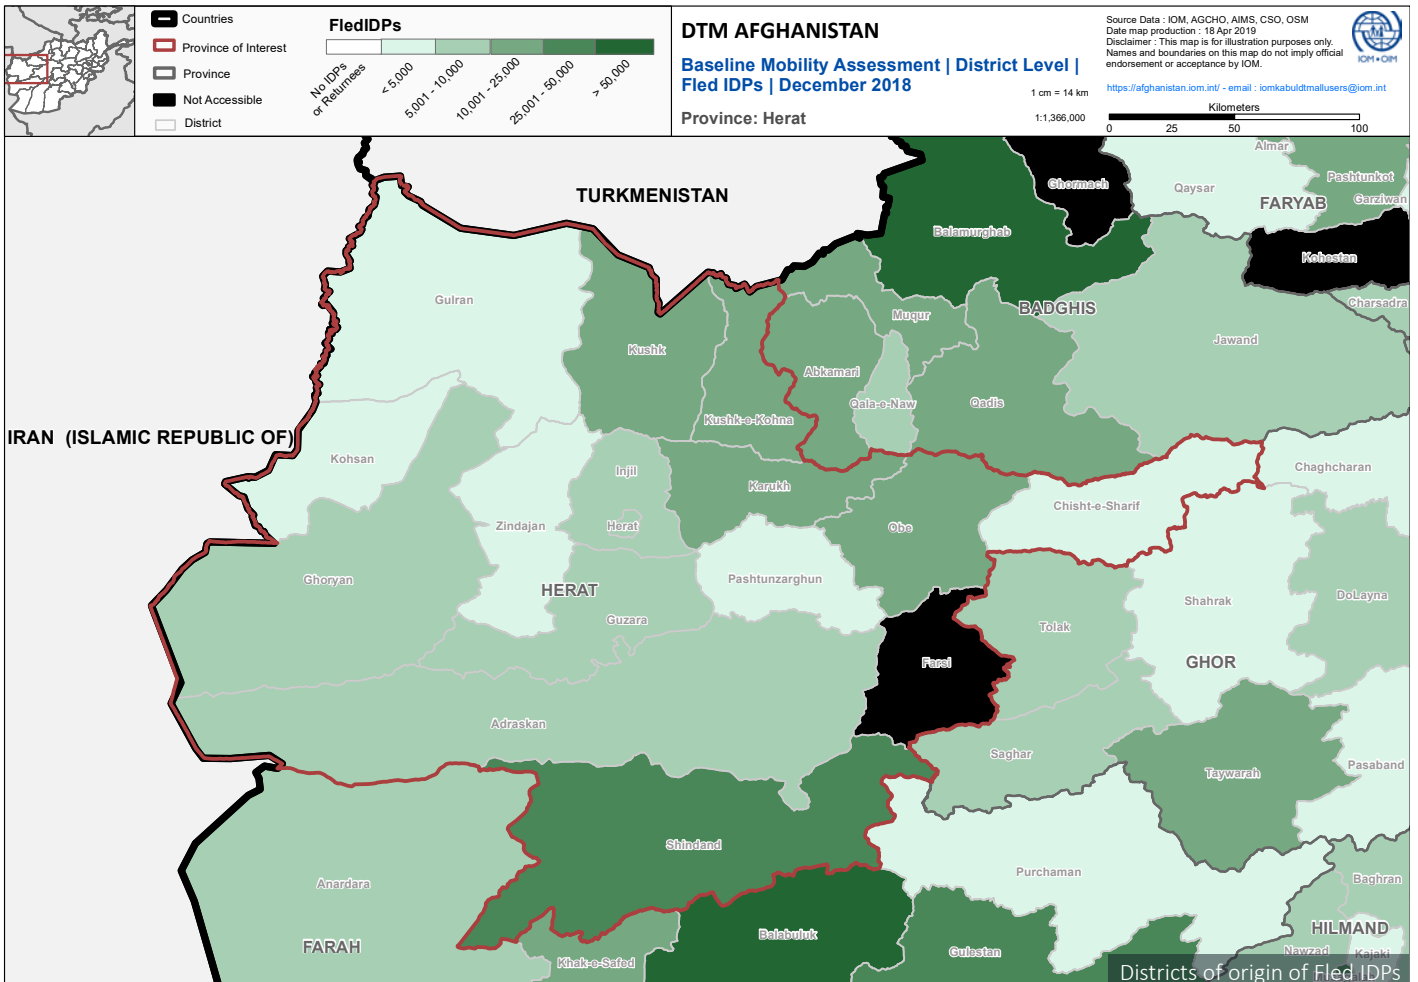 Countries
Province of Interest
Province
Not Accessible
District
FledIDPs
No IDPs
or Returnees
< 5,000
5,001 - 10,000
10,001 - 25,000
25,001 - 50,000
> 50,000
DTM AFGHANISTAN
Baseline Mobility Assessment | District Level |
Fled IDPs | December 2018
Province: Herat
1 cm = 14 km
1:1,366,000
Source Data : IOM, AGCHO, AIMS, CSO, OSM
Date map production : 18 Apr 2019
Disclaimer : This map is for illustration purposes only.
Names and boundaries on this map do not imply official
endorsement or acceptance by IOM.
https://afghanistan.iom.int/ - email : iomkabuldtmallusers@iom.int
IOM•OIM
Kilometers
0 25 50 100
TURKMENISTAN
IRAN (ISLAMIC REPUBLIC OF)
Almar
Pashtunkot
Ghormach
Qaysar
FARYAB
Garziwan
Balamurghab
Kohestan
Gulran
Charsadra
Muqur
BADGHIS
Jawand
Kushk
Abkamari
Qala-e-Naw
Qadis
Kushk-e-Kohna
Kohsan
Injil
Chaghcharan
Karukh
Chisht-e-Sharif
Zindajan
Herat
Obe
Ghoryan
Pashtunzarghun
HERAT
Shahrak
DoLayna
Guzara
Tolak
Farsi
GHOR
Adraskan
Saghar
Taywarah
Pasaband
Shindand
Purchaman
Anardara
Baghran
FARAH
Balabuluk
HILMAND
Khak-e-Safed
Gulestan
Nawzad
Kajaki
Districts of origin of Fled IDPs